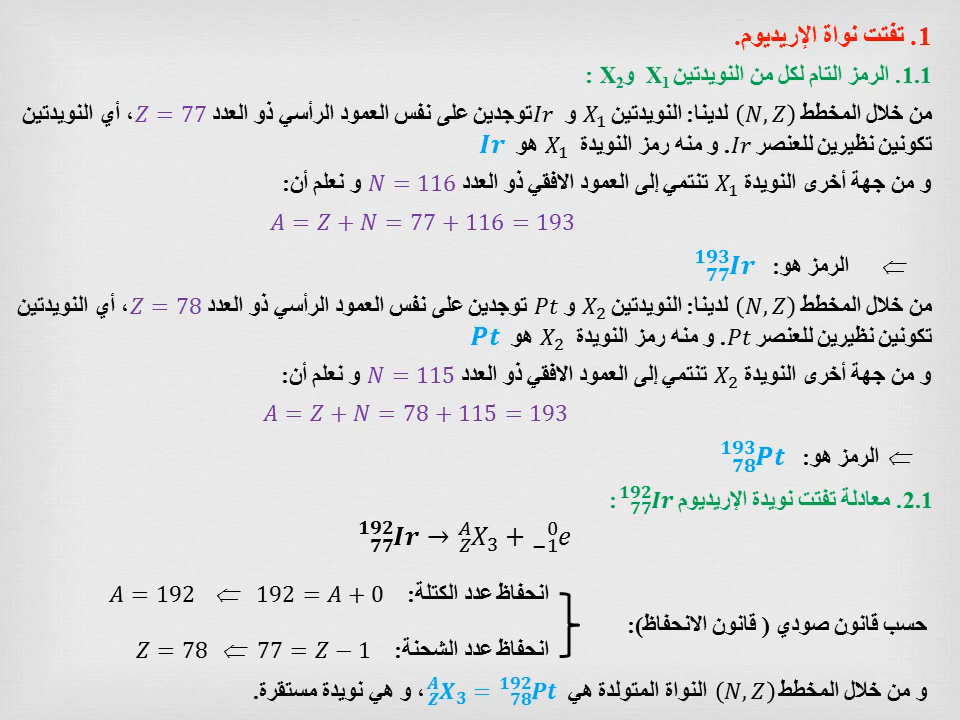 1. تفتت نواة الإريديوم.
1.1. الرمز التام لكل من النويدتين X₁ وX₂ :
من خلال المخطط (N, Z) لدينا: النويدتين X₁ و Ir توجدين على نفس العمود الرأسي ذو العدد Z = 77، أي النويدتين
تكونين نظيرين للعنصر Ir. و منه رمز النويدة X₁ هو Ir
و من جهة أخرى النويدة X₁ تنتمي إلى العمود الافقي ذو العدد N = 116 و نعلم أن:
A = Z + N = 77 + 116 = 193
⇐ الرمز هو: ¹⁹³₇₇Ir
من خلال المخطط (N, Z) لدينا: النويدتين X₂ و Pt توجدين على نفس العمود الرأسي ذو العدد Z = 78، أي النويدتين
تكونين نظيرين للعنصر Pt. و منه رمز النويدة X₂ هو Pt
و من جهة أخرى النويدة X₂ تنتمي إلى العمود الافقي ذو العدد N = 115 و نعلم أن:
A = Z + N = 78 + 115 = 193
⇐ الرمز هو: ¹⁹³₇₈Pt
2.1. معادلة تفتت نويدة الإريديوم ¹⁹²₇₇Ir :
¹⁹²₇₇Ir → ᴬ_Z X₃ + ⁰₋₁e
انحفاظ عدد الكتلة: 192 = A + 0 ⇐ A = 192
حسب قانون صودي ( قانون الانحفاظ):
انحفاظ عدد الشحنة: 77 = Z − 1 ⇐ Z = 78
و من خلال المخطط (N, Z) النواة المتولدة هي ᴬ_Z X₃ = ¹⁹²₇₈Pt ، و هي نويدة مستقرة.